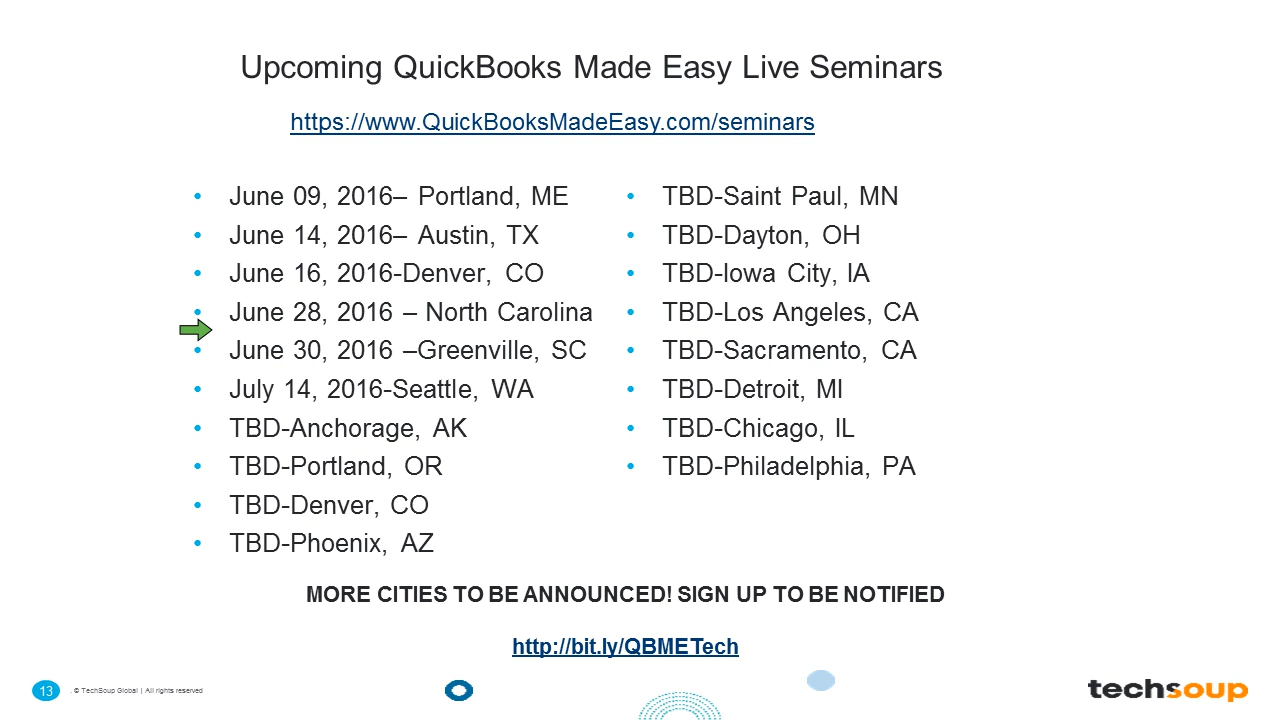 Upcoming QuickBooks Made Easy Live Seminars
https://www.QuickBooksMadeEasy.com/seminars
• June 09, 2016– Portland, ME
• June 14, 2016– Austin, TX
• June 16, 2016-Denver, CO
• June 28, 2016 – North Carolina
• June 30, 2016 –Greenville, SC
• July 14, 2016-Seattle, WA
• TBD-Anchorage, AK
• TBD-Portland, OR
• TBD-Denver, CO
• TBD-Phoenix, AZ
• TBD-Saint Paul, MN
• TBD-Dayton, OH
• TBD-Iowa City, IA
• TBD-Los Angeles, CA
• TBD-Sacramento, CA
• TBD-Detroit, MI
• TBD-Chicago, IL
• TBD-Philadelphia, PA
MORE CITIES TO BE ANNOUNCED! SIGN UP TO BE NOTIFIED
http://bit.ly/QBMETech
13 . © TechSoup Global | All rights reserved
techsoup